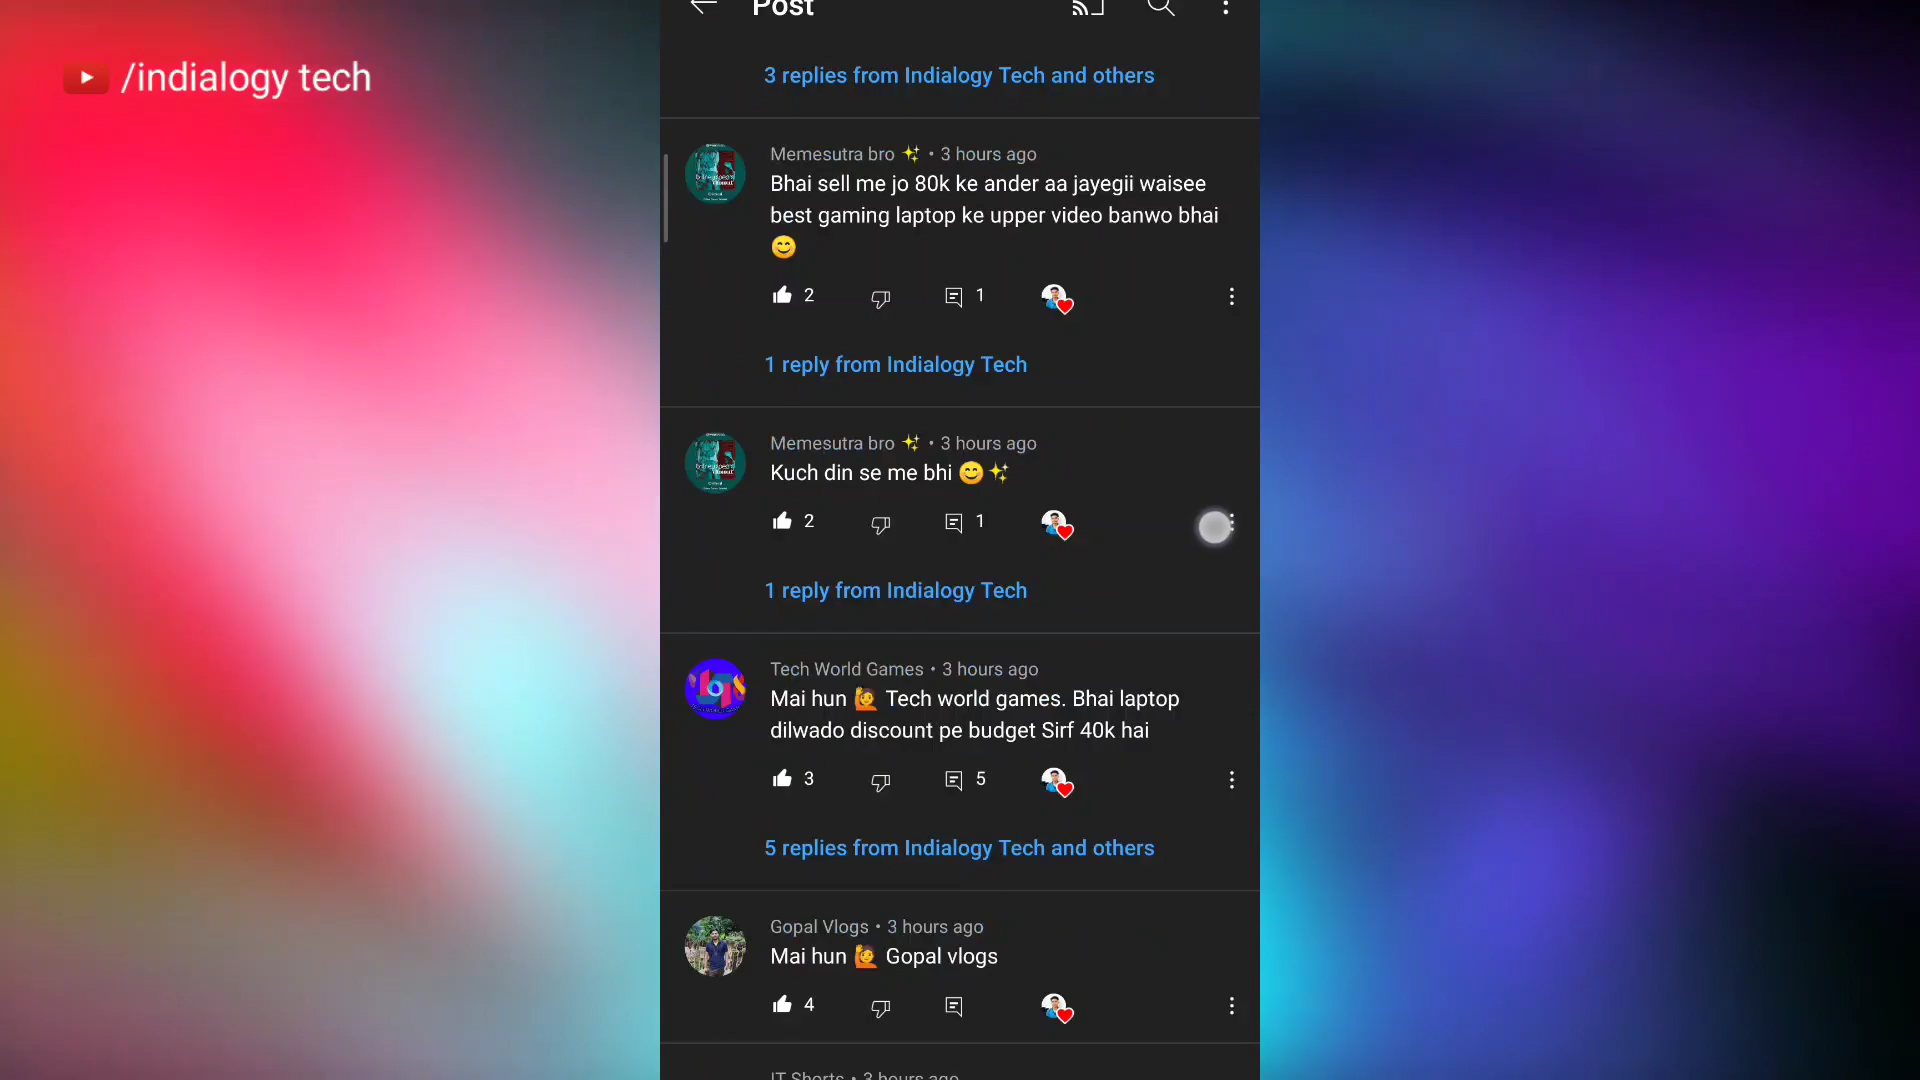 Post
/indialogy tech
3 replies from Indialogy Tech and others
Memesutra bro ✨ • 3 hours ago
Bhai sell me jo 80k ke ander aa jayegii waisee
best gaming laptop ke upper video banwo bhai
😊
2 1
1 reply from Indialogy Tech
Memesutra bro ✨ • 3 hours ago
Kuch din se me bhi 😊✨
2 1
1 reply from Indialogy Tech
Tech World Games • 3 hours ago
Mai hun 🙋 Tech world games. Bhai laptop
dilwado discount pe budget Sirf 40k hai
3 5
5 replies from Indialogy Tech and others
Gopal Vlogs • 3 hours ago
Mai hun 🙋 Gopal vlogs
4
IT Shorts • 3 hours ago